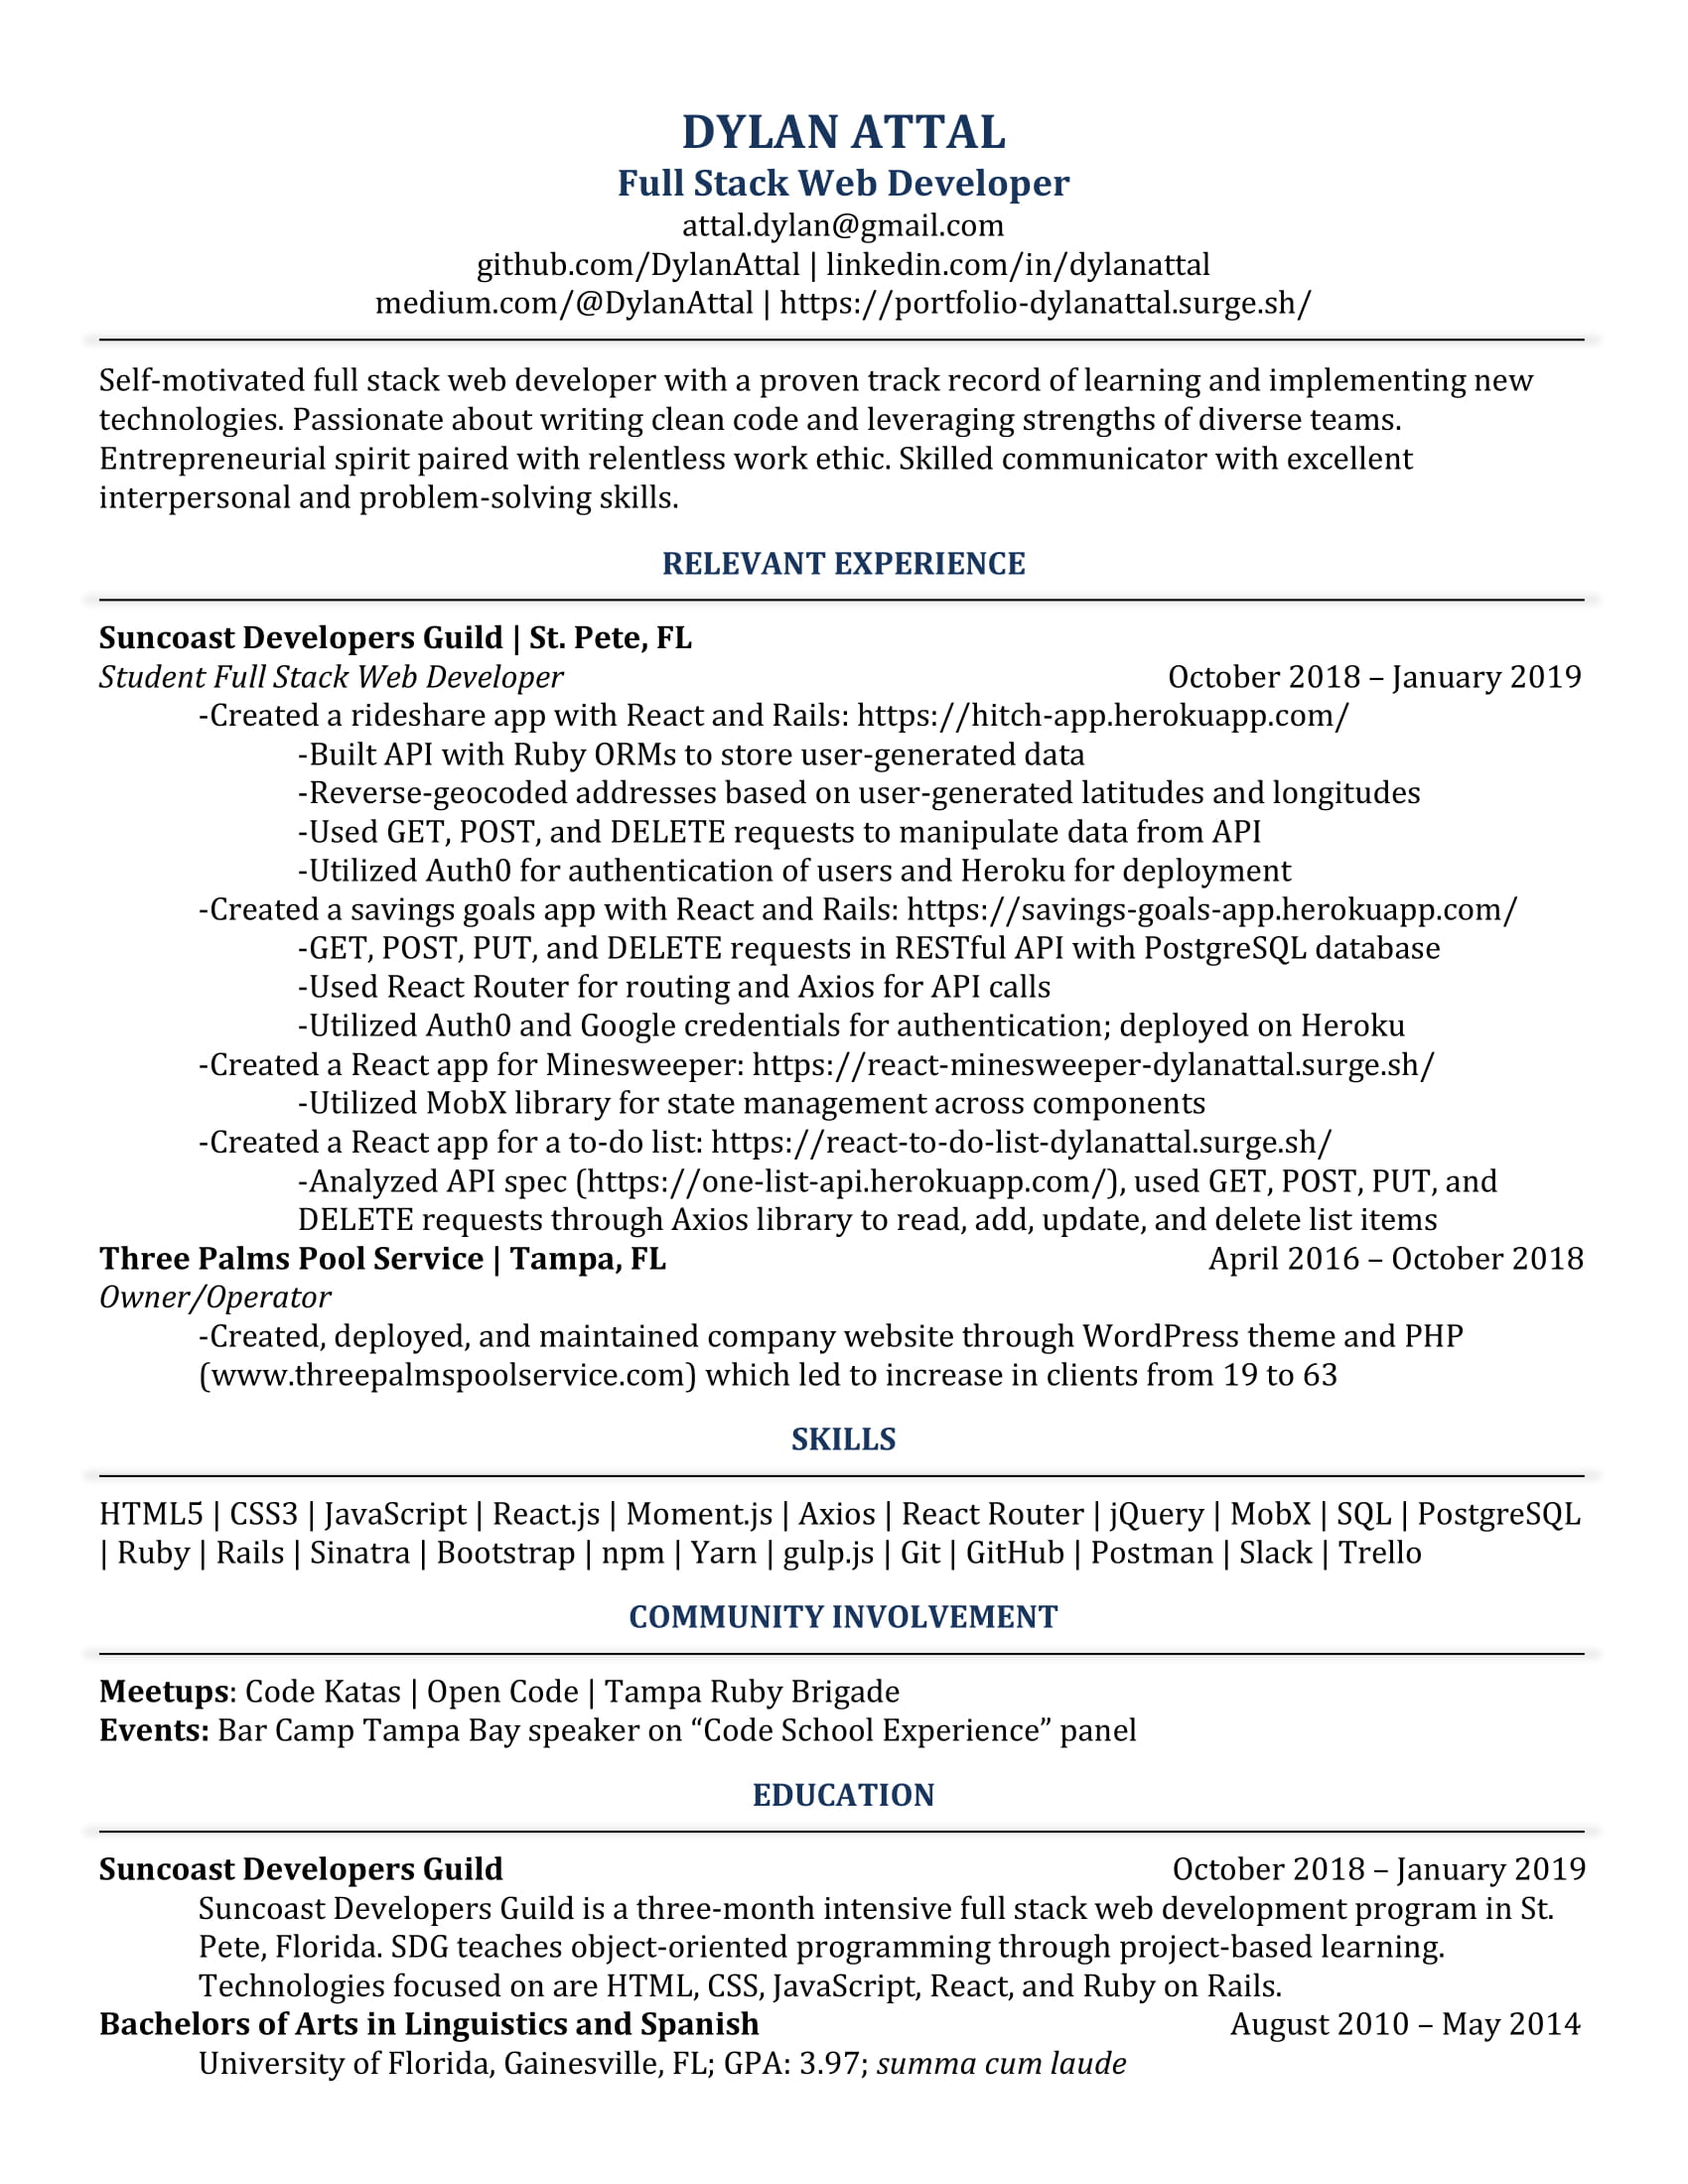 DYLAN ATTAL
Full Stack Web Developer
attal.dylan@gmail.com
github.com/DylanAttal | linkedin.com/in/dylanattal
medium.com/@DylanAttal | https://portfolio-dylanattal.surge.sh/
Self-motivated full stack web developer with a proven track record of learning and implementing new
technologies. Passionate about writing clean code and leveraging strengths of diverse teams.
Entrepreneurial spirit paired with relentless work ethic. Skilled communicator with excellent
interpersonal and problem-solving skills.
RELEVANT EXPERIENCE
Suncoast Developers Guild | St. Pete, FL
Student Full Stack Web Developer October 2018 – January 2019
-Created a rideshare app with React and Rails: https://hitch-app.herokuapp.com/
-Built API with Ruby ORMs to store user-generated data
-Reverse-geocoded addresses based on user-generated latitudes and longitudes
-Used GET, POST, and DELETE requests to manipulate data from API
-Utilized Auth0 for authentication of users and Heroku for deployment
-Created a savings goals app with React and Rails: https://savings-goals-app.herokuapp.com/
-GET, POST, PUT, and DELETE requests in RESTful API with PostgreSQL database
-Used React Router for routing and Axios for API calls
-Utilized Auth0 and Google credentials for authentication; deployed on Heroku
-Created a React app for Minesweeper: https://react-minesweeper-dylanattal.surge.sh/
-Utilized MobX library for state management across components
-Created a React app for a to-do list: https://react-to-do-list-dylanattal.surge.sh/
-Analyzed API spec (https://one-list-api.herokuapp.com/), used GET, POST, PUT, and
DELETE requests through Axios library to read, add, update, and delete list items
Three Palms Pool Service | Tampa, FL April 2016 – October 2018
Owner/Operator
-Created, deployed, and maintained company website through WordPress theme and PHP
(www.threepalmspoolservice.com) which led to increase in clients from 19 to 63
SKILLS
HTML5 | CSS3 | JavaScript | React.js | Moment.js | Axios | React Router | jQuery | MobX | SQL | PostgreSQL
| Ruby | Rails | Sinatra | Bootstrap | npm | Yarn | gulp.js | Git | GitHub | Postman | Slack | Trello
COMMUNITY INVOLVEMENT
Meetups: Code Katas | Open Code | Tampa Ruby Brigade
Events: Bar Camp Tampa Bay speaker on “Code School Experience” panel
EDUCATION
Suncoast Developers Guild October 2018 – January 2019
Suncoast Developers Guild is a three-month intensive full stack web development program in St.
Pete, Florida. SDG teaches object-oriented programming through project-based learning.
Technologies focused on are HTML, CSS, JavaScript, React, and Ruby on Rails.
Bachelors of Arts in Linguistics and Spanish August 2010 – May 2014
University of Florida, Gainesville, FL; GPA: 3.97; summa cum laude